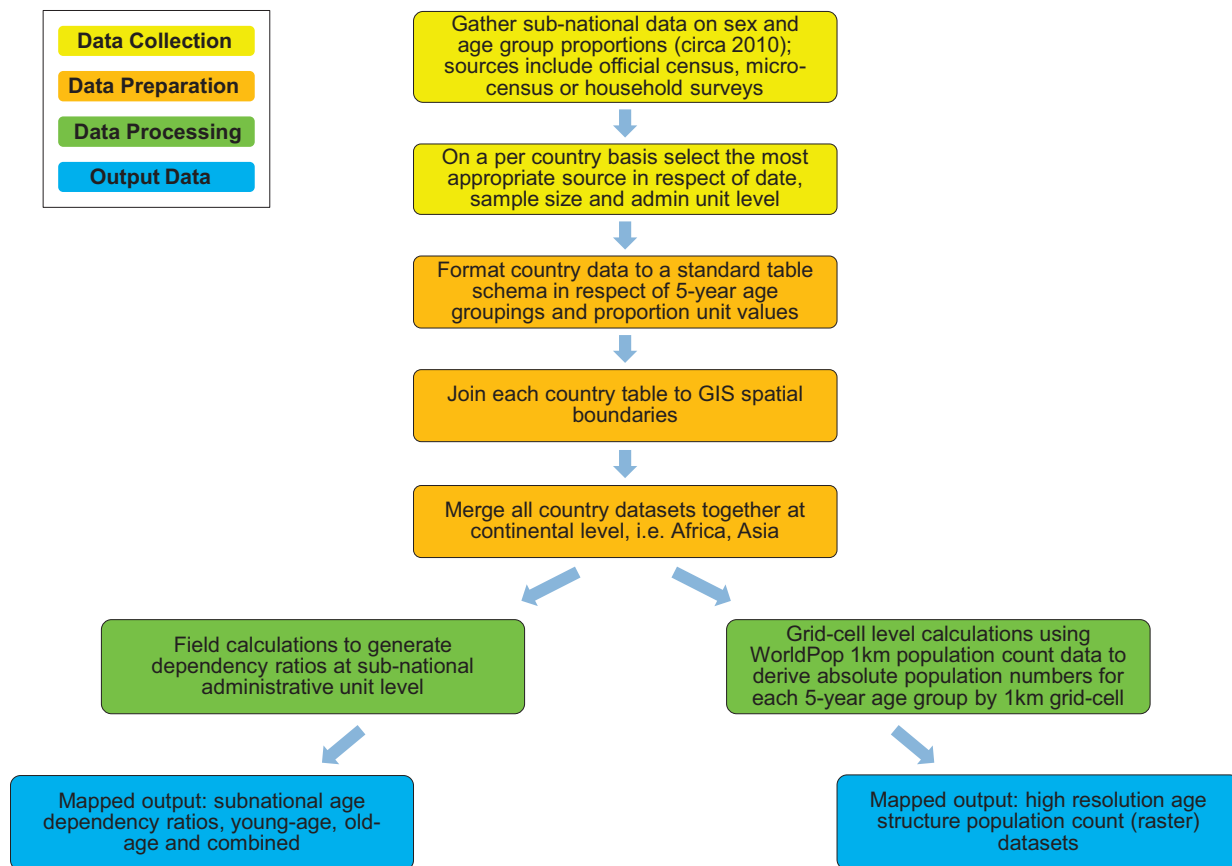 Data Collection
Data Preparation
Data Processing
Output Data
Gather sub-national data on sex and
age group proportions (circa 2010);
sources include official census, micro-
census or household surveys
On a per country basis select the most
appropriate source in respect of date,
sample size and admin unit level
Format country data to a standard table
schema in respect of 5-year age
groupings and proportion unit values
Join each country table to GIS spatial
boundaries
Merge all country datasets together at
continental level, i.e. Africa, Asia
Field calculations to generate
dependency ratios at sub-national
administrative unit level
Grid-cell level calculations using
WorldPop 1km population count data to
derive absolute population numbers for
each 5-year age group by 1km grid-cell
Mapped output: subnational age
dependency ratios, young-age, old-
age and combined
Mapped output: high resolution age
structure population count (raster)
datasets